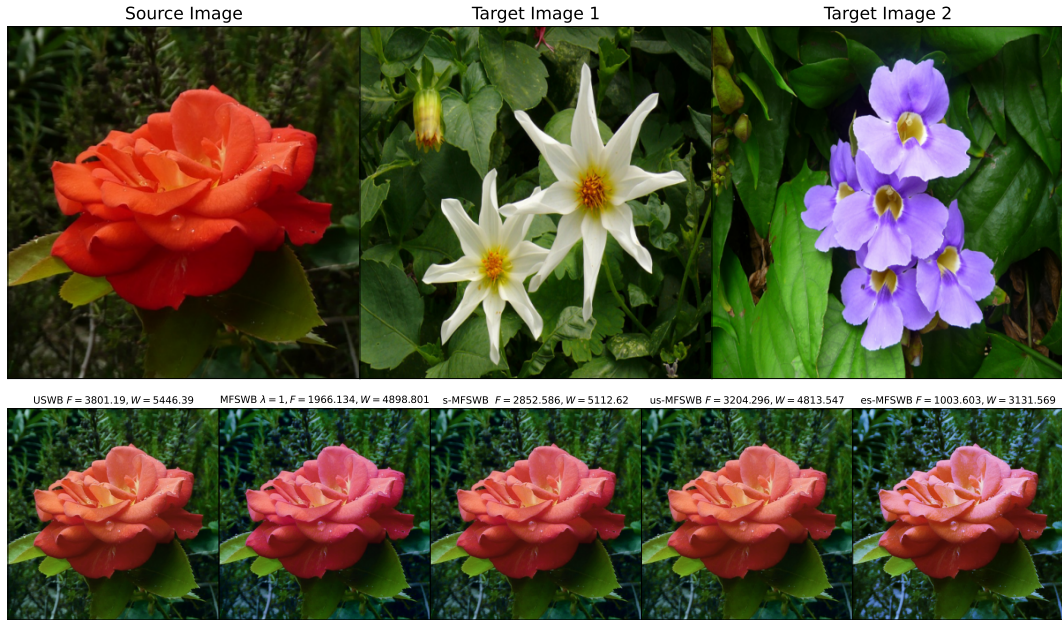 Source Image
Target Image 1
Target Image 2
USWB F = 3801.19, W = 5446.39
MFSWB λ = 1, F = 1966.134, W = 4898.801
s-MFSWB F = 2852.586, W = 5112.62
us-MFSWB F = 3204.296, W = 4813.547
es-MFSWB F = 1003.603, W = 3131.569